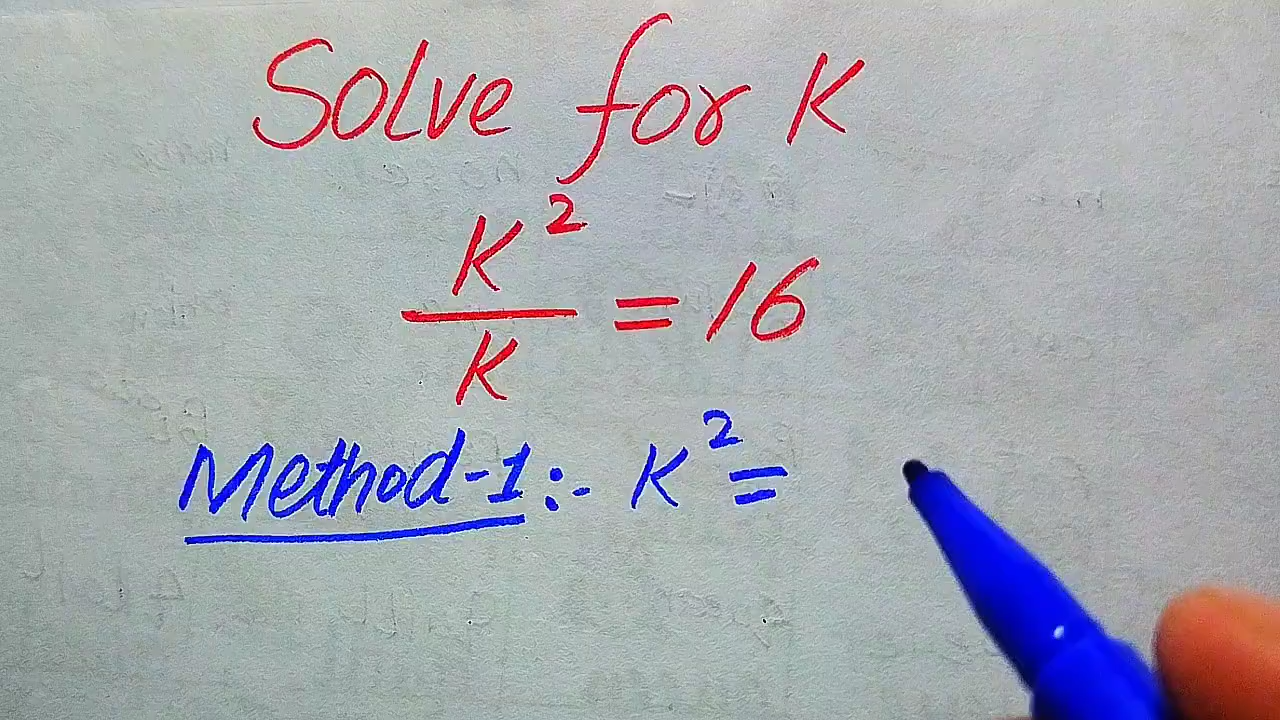 Solve for K
K²
K
= 16
Method-1:- K² =